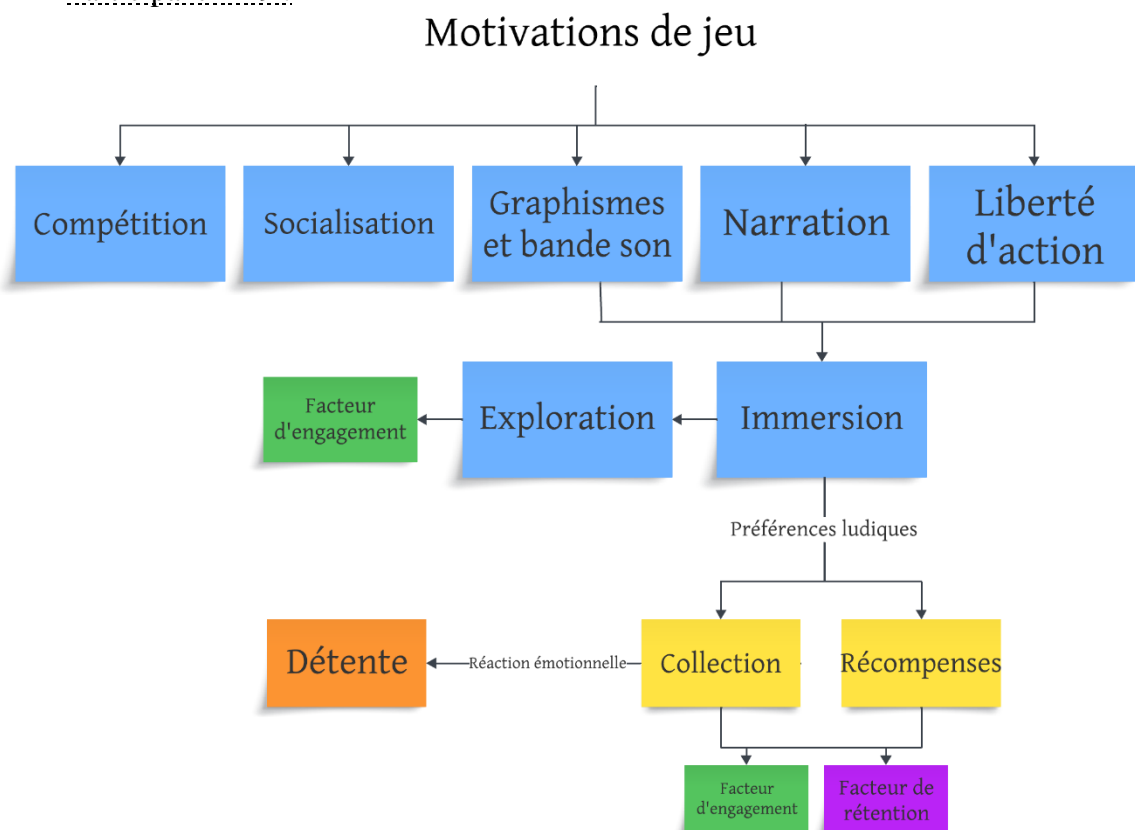 Motivations de jeu
Compétition
Socialisation
Graphismes
et bande son
Narration
Liberté
d'action
Facteur
d'engagement
Exploration
Immersion
Préférences ludiques
Détente
Réaction émotionnelle
Collection
Récompenses
Facteur
d'engagement
Facteur de
rétention